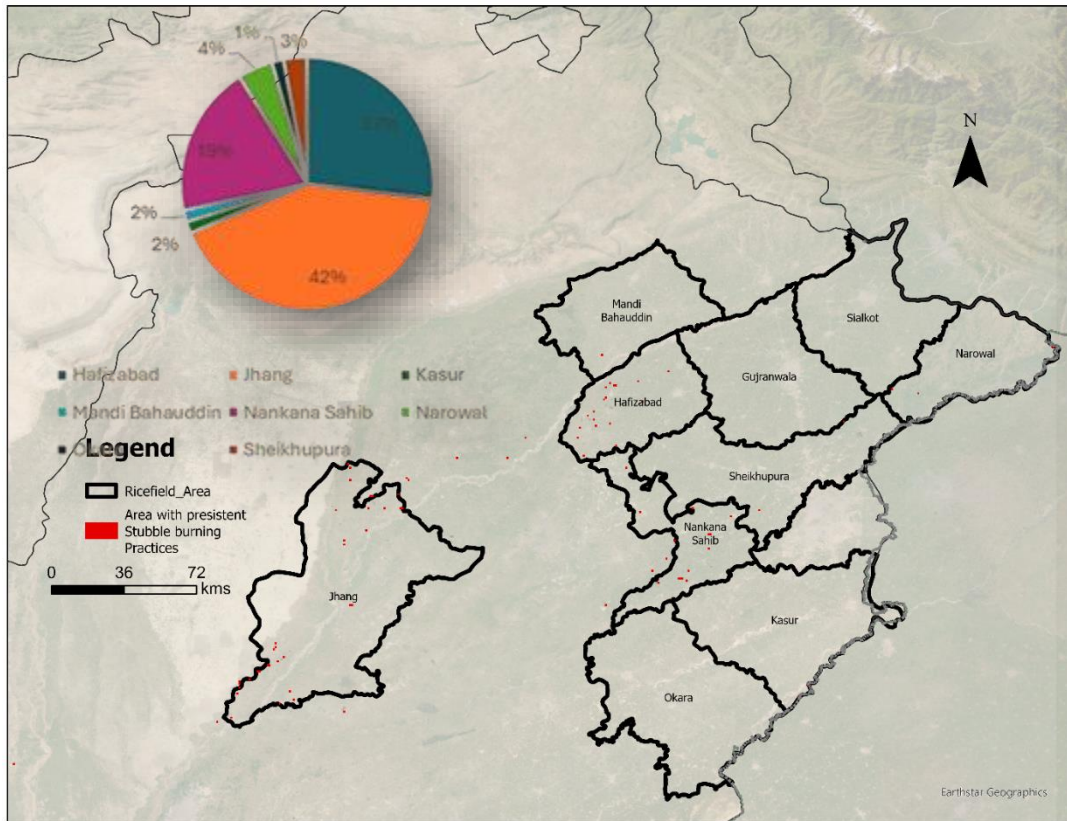 1%
3%
4%
27%
19%
2%
2%
42%
Hafizabad
Jhang
Kasur
Mandi Bahauddin
Nankana Sahib
Narowal
Sheikhupura
Legend
Ricefield_Area
Area with presistent
Stubble burning
Practices
0 36 72
kms
N
Mandi
Bahauddin
Sialkot
Narowal
Gujranwala
Hafizabad
Sheikhupura
Nankana
Sahib
Jhang
Kasur
Okara
Earthstar Geographics